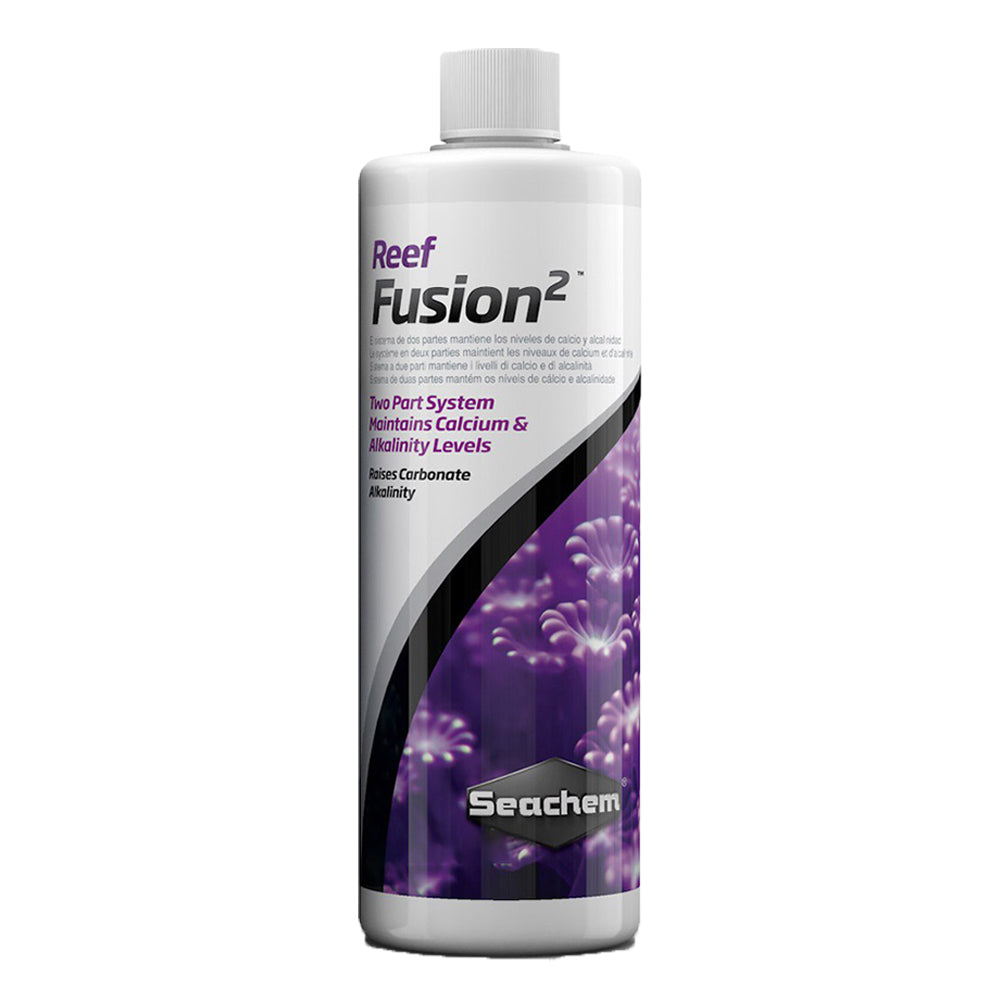 Reef
Fusion² ™
El sistema de dos partes mantiene los niveles de calcio y alcalinidad
Le système en deux parties maintient les niveaux de calcium et d'alcalinité
Sistema a due parti mantiene i livelli di calcio e di alcalinità
Sistema de duas partes mantém os níveis de cálcio e alcalinidade
Two Part System
Maintains Calcium &
Alkalinity Levels
Raises Carbonate
Alkalinity
Seachem®